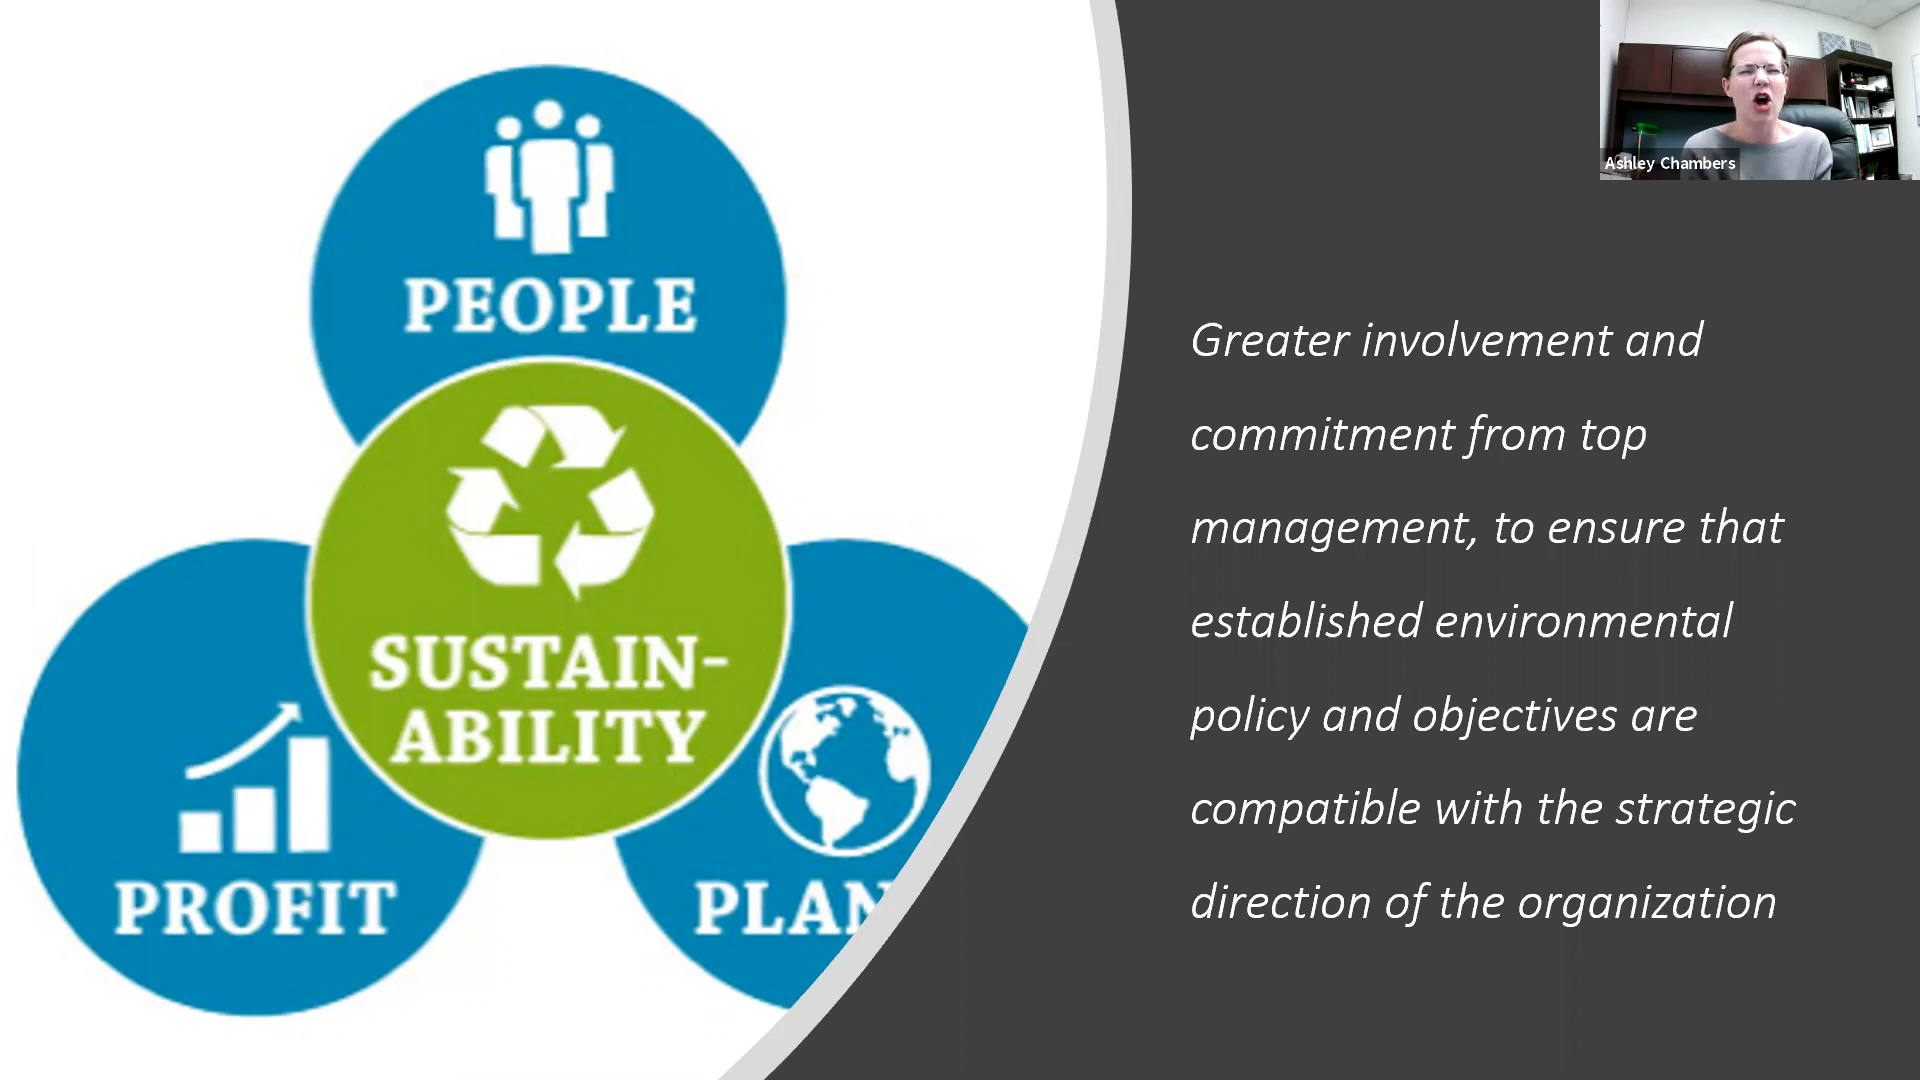 PEOPLE
SUSTAIN-
ABILITY
PROFIT
PLAN
Ashley Chambers
Greater involvement and
commitment from top
management, to ensure that
established environmental
policy and objectives are
compatible with the strategic
direction of the organization